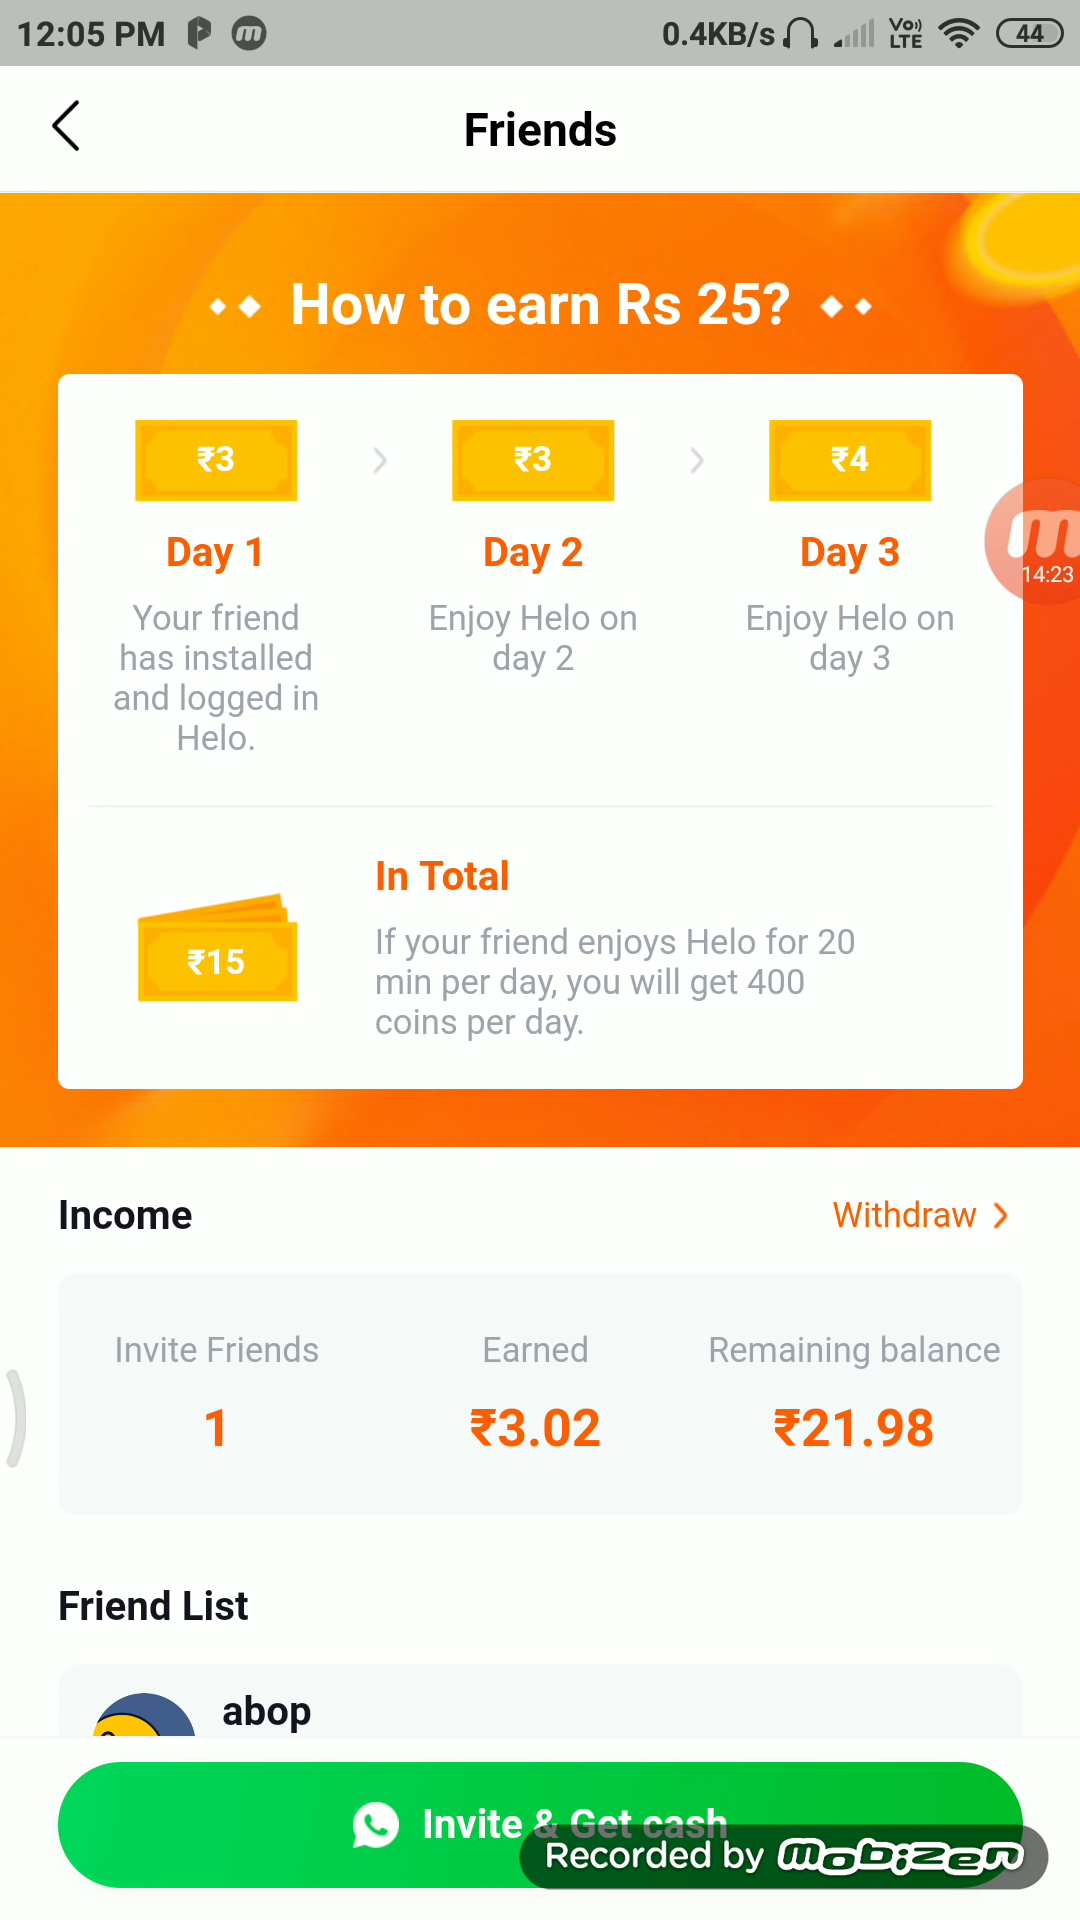 12:05 PM 0.4KB/s Vo)) LTE 44
Friends
How to earn Rs 25?
₹3 ₹3 ₹4
Day 1 Day 2 Day 3
Your friend has installed and logged in Helo.
Enjoy Helo on day 2
Enjoy Helo on day 3
m
14:23
In Total
₹15
If your friend enjoys Helo for 20
min per day, you will get 400
coins per day.
Income Withdraw
Invite Friends Earned Remaining balance
1 ₹3.02 ₹21.98
Friend List
abop
Invite & Get cash
Recorded by mobizen